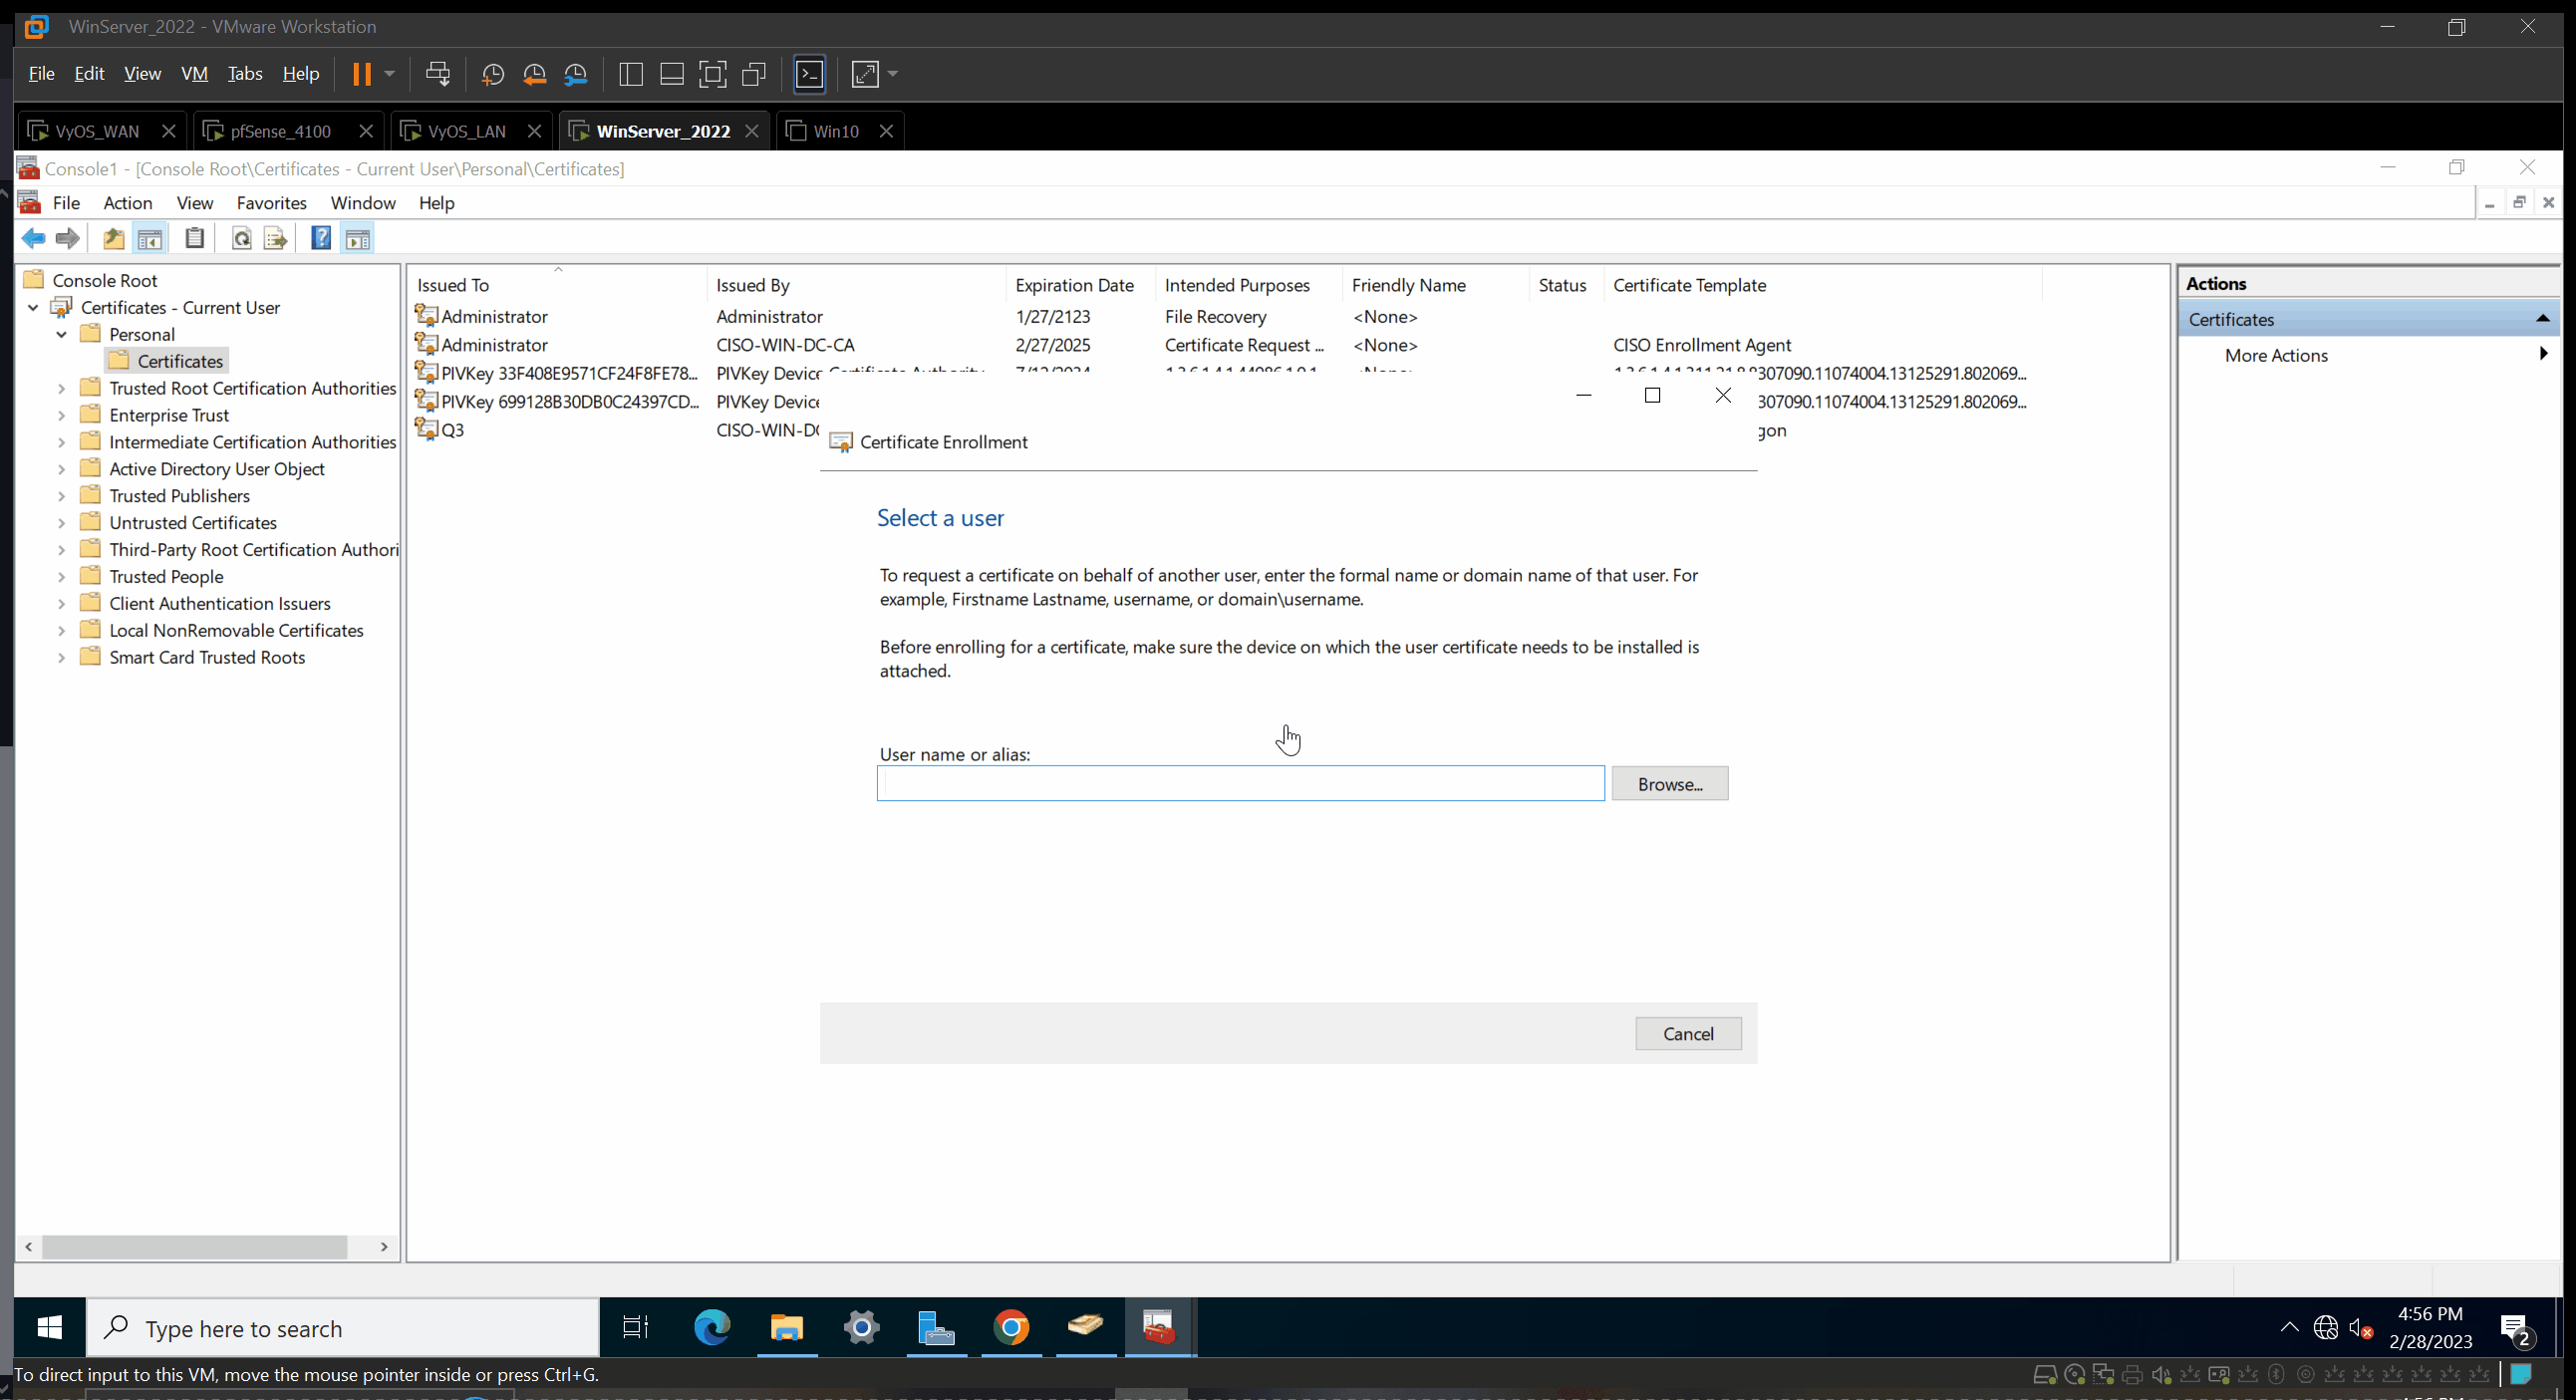 WinServer_2022 - VMware Workstation
File Edit View VM Tabs Help
VyOS_WAN pfSense_4100 VyOS_LAN WinServer_2022 Win10
Console1 - [Console Root\Certificates - Current User\Personal\Certificates]
File Action View Favorites Window Help
Console Root
Certificates - Current User
Personal
Certificates
Trusted Root Certification Authorities
Enterprise Trust
Intermediate Certification Authorities
Active Directory User Object
Trusted Publishers
Untrusted Certificates
Third-Party Root Certification Authori
Trusted People
Client Authentication Issuers
Local NonRemovable Certificates
Smart Card Trusted Roots
Issued To Issued By Expiration Date Intended Purposes Friendly Name Status Certificate Template
Administrator Administrator 1/27/2123 File Recovery <None>
Administrator CISO-WIN-DC-CA 2/27/2025 Certificate Request ... <None> CISO Enrollment Agent
PIVKey 33F408E9571CF24F8FE78... PIVKey Device Certificate Authority 7/12/2034 <None> 307090.11074004.13125291.802069...
PIVKey 699128B30DB0C24397CD... PIVKey Device 307090.11074004.13125291.802069...
Q3 CISO-WIN-DC gon
Certificate Enrollment
Select a user
To request a certificate on behalf of another user, enter the formal name or domain name of that user. For
example, Firstname Lastname, username, or domain\username.
Before enrolling for a certificate, make sure the device on which the user certificate needs to be installed is
attached.
User name or alias:
Browse...
Cancel
Actions
Certificates
More Actions
Type here to search
4:56 PM
2/28/2023
2
To direct input to this VM, move the mouse pointer inside or press Ctrl+G.